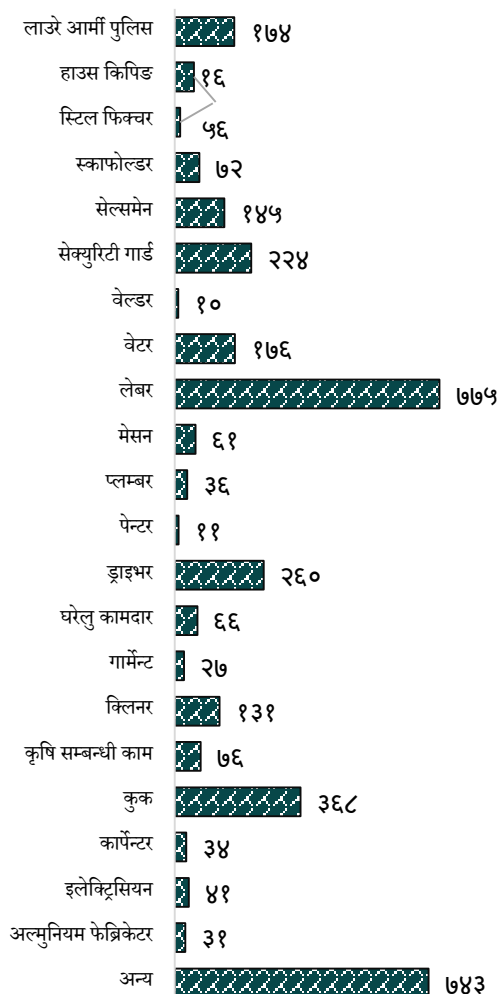 लाउरे आर्मी पुलिस १७४
हाउस किपिङ १६
स्टिल फिक्चर ५६
स्काफोल्डर ७२
सेल्समेन १४५
सेक्युरिटी गार्ड २२४
वेल्डर १०
वेटर १७६
लेबर ७७५
मेसन ६१
प्लम्बर ३६
पेन्टर ११
ड्राइभर २६०
घरेलु कामदार ६६
गार्मेन्ट २७
क्लिनर १३१
कृषि सम्बन्धी काम ७६
कुक ३६८
कार्पेन्टर ३४
इलेक्ट्रिसियन ४१
अल्मुनियम फेब्रिकेटर ३१
अन्य ७४३